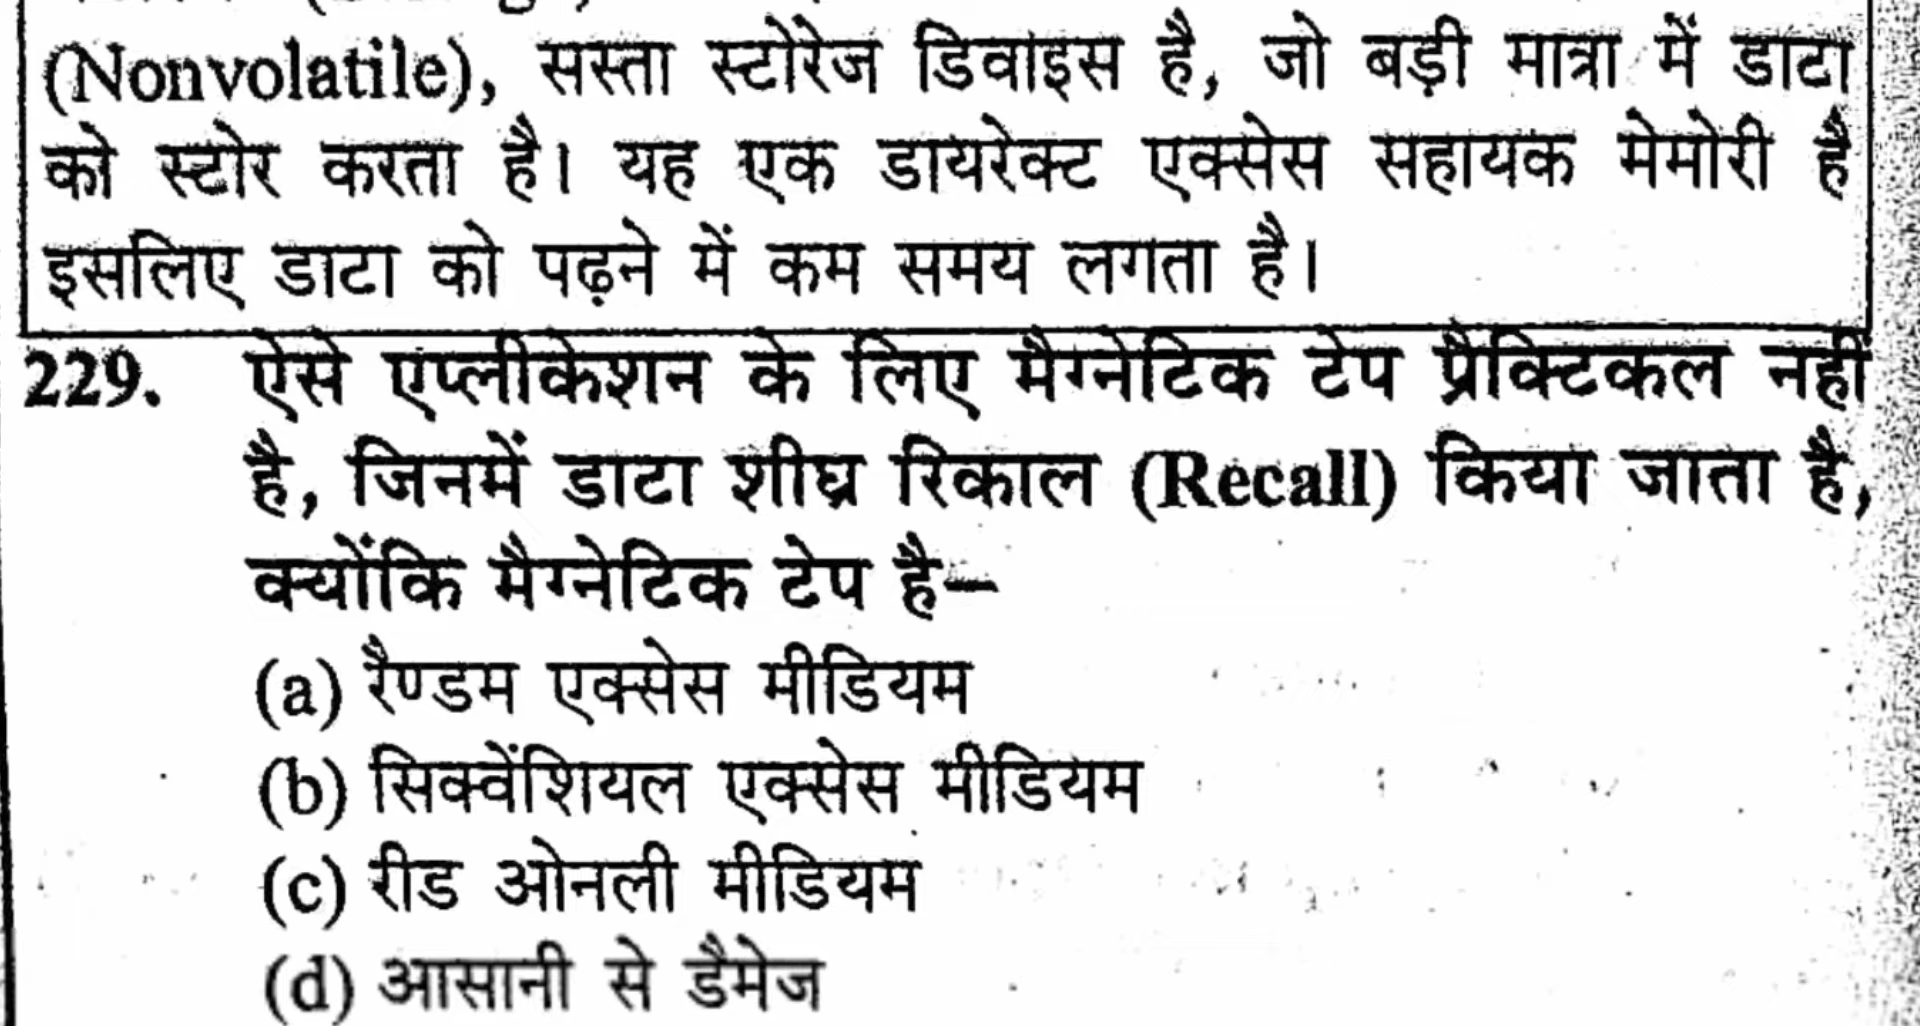 (Nonvolatile), सस्ता स्टोरेज डिवाइस है, जो बड़ी मात्रा में डाटा
को स्टोर करता है। यह एक डायरेक्ट एक्सेस सहायक मेमोरी है
इसलिए डाटा को पढ़ने में कम समय लगता है।
229. ऐसे एप्लीकेशन के लिए मैग्नेटिक टेप प्रैक्टिकल नहीं
है, जिनमें डाटा शीघ्र रिकाल (Recall) किया जाता है,
क्योंकि मैग्नेटिक टेप है–
(a) रैण्डम एक्सेस मीडियम
(b) सिक्वेंशियल एक्सेस मीडियम
(c) रीड ओनली मीडियम
(d) आसानी से डैमेज